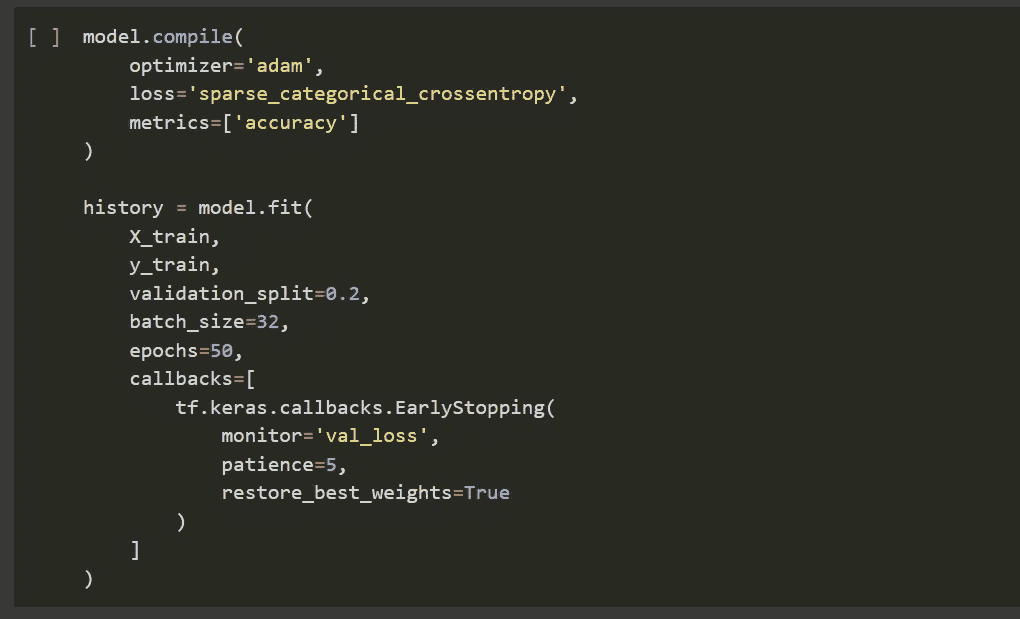 [ ] model.compile(
    optimizer='adam',
    loss='sparse_categorical_crossentropy',
    metrics=['accuracy']
)
history = model.fit(
    X_train,
    y_train,
    validation_split=0.2,
    batch_size=32,
    epochs=50,
    callbacks=[
        tf.keras.callbacks.EarlyStopping(
            monitor='val_loss',
            patience=5,
            restore_best_weights=True
        )
    ]
)